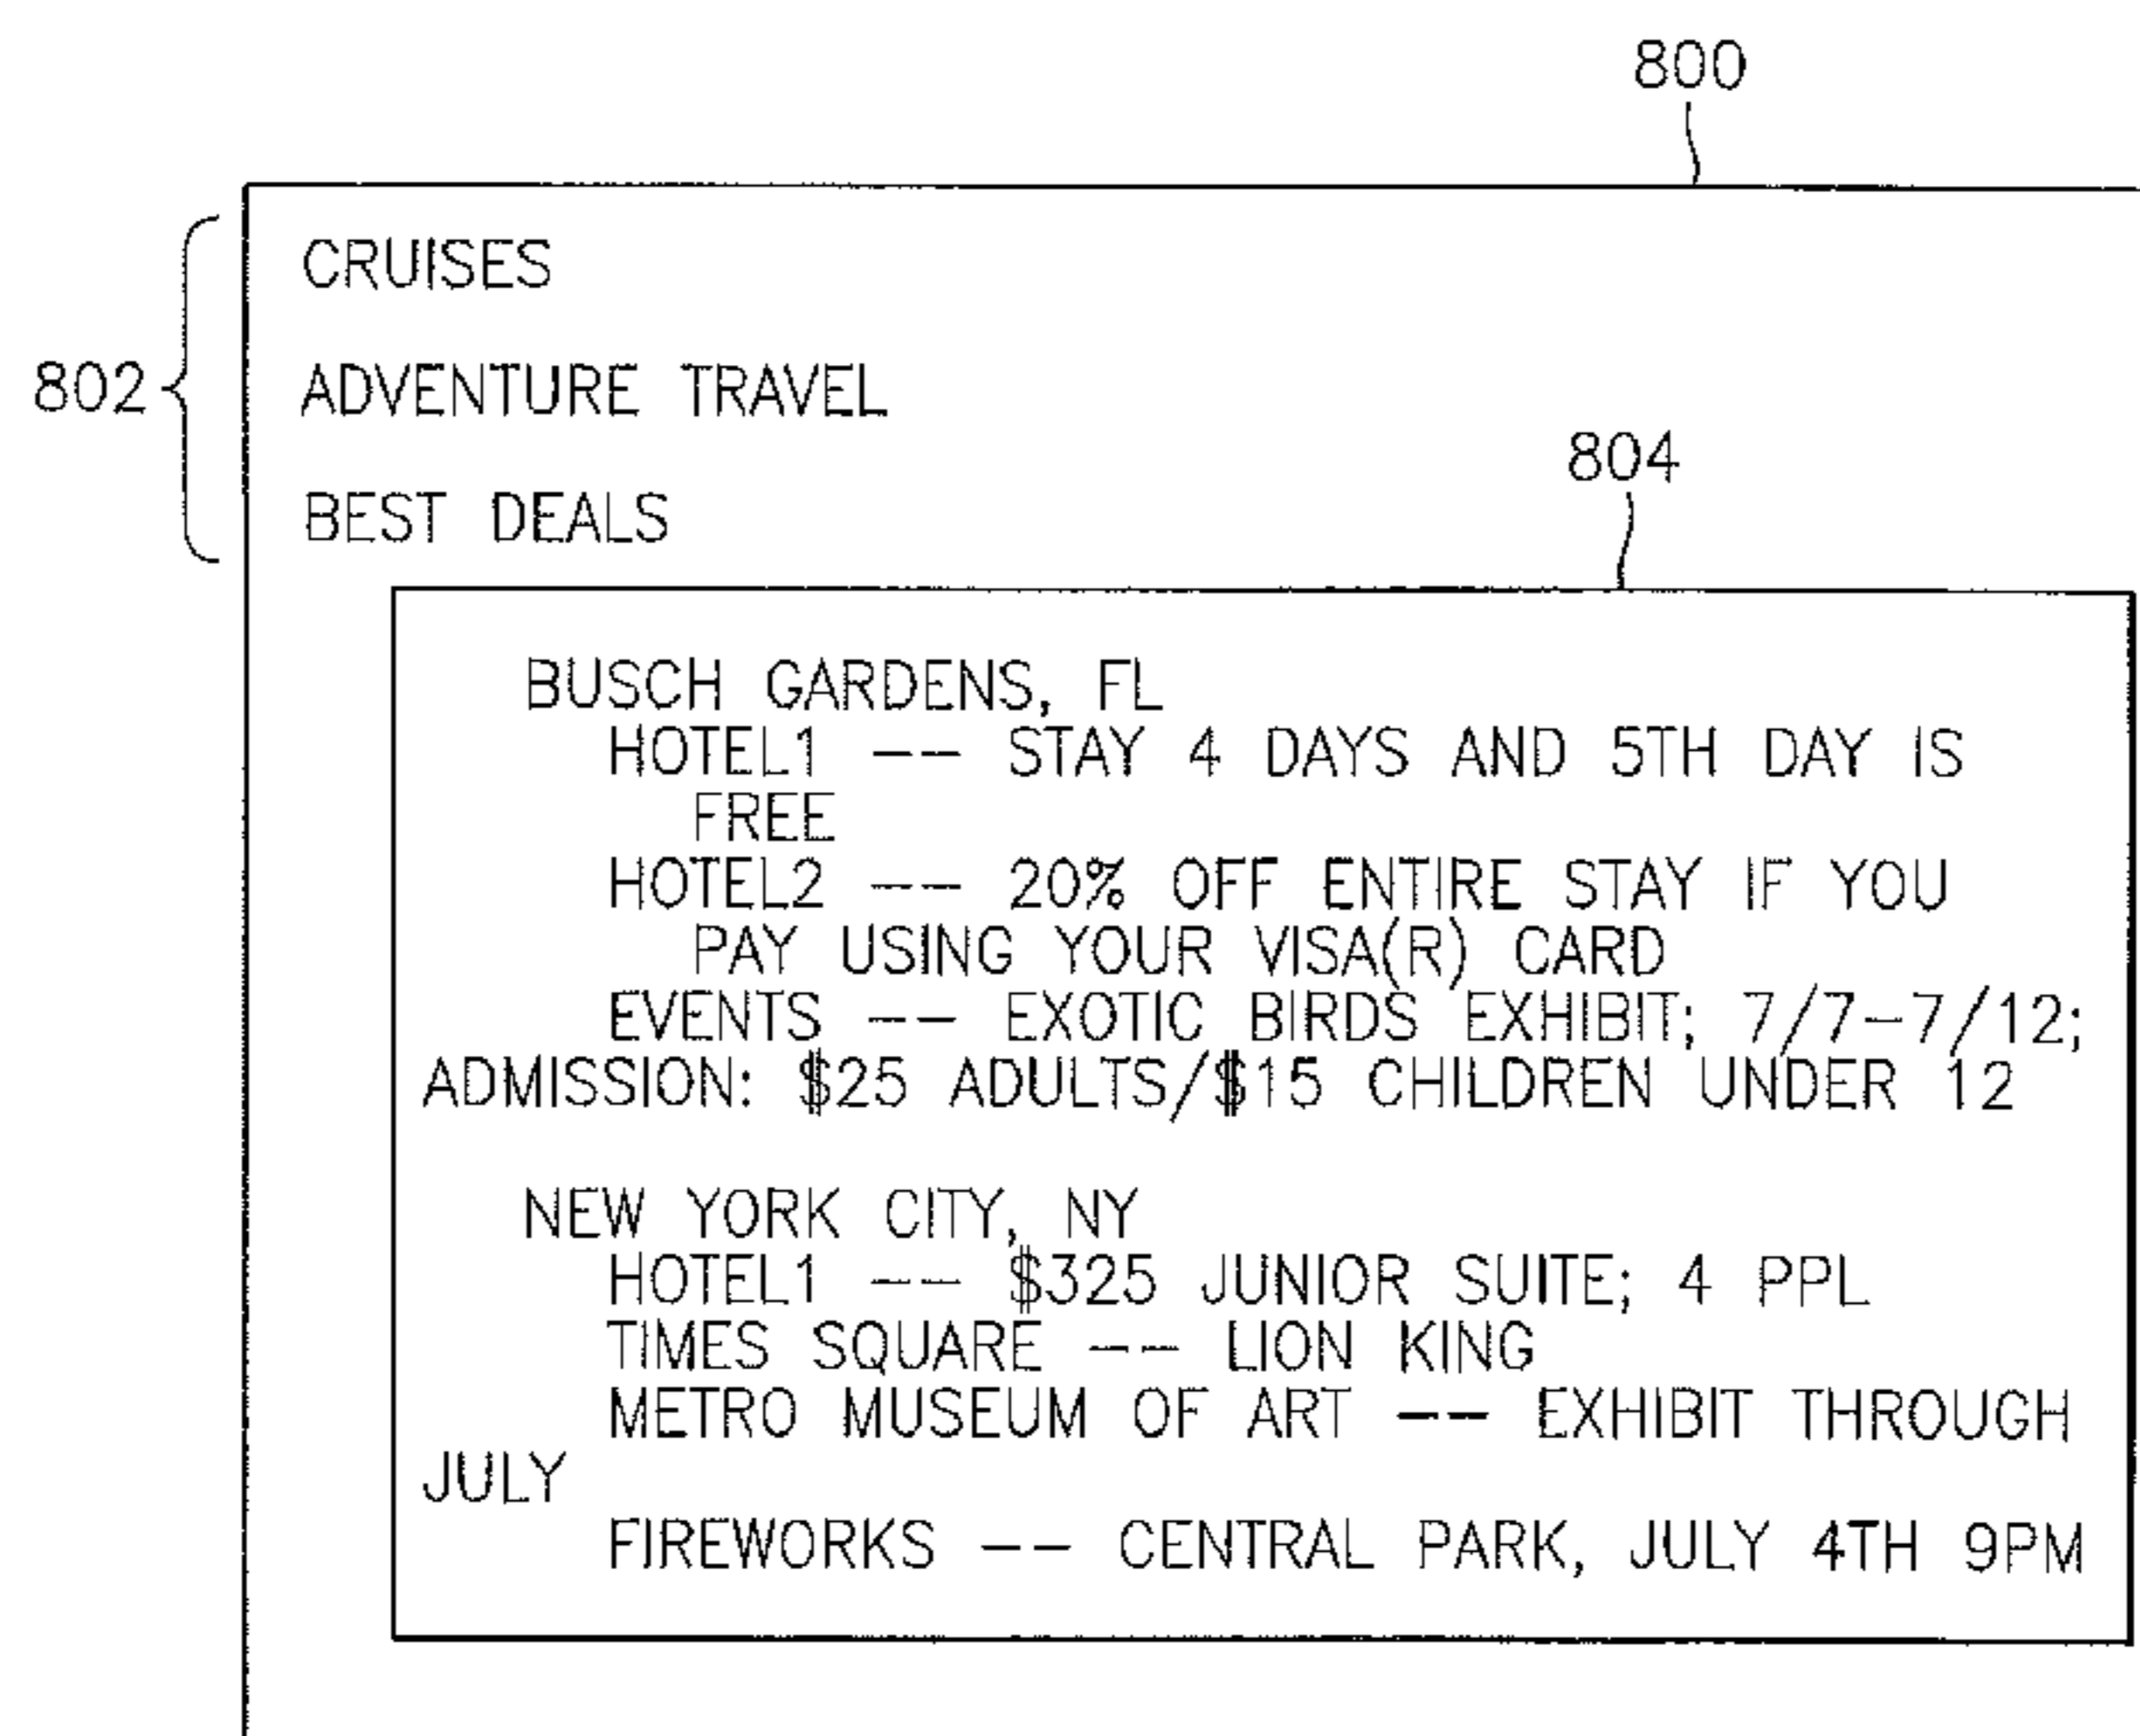 800
CRUISES
802
ADVENTURE TRAVEL
804
BEST DEALS
BUSCH GARDENS, FL
HOTEL1 -- STAY 4 DAYS AND 5TH DAY IS
FREE
HOTEL2 -- 20% OFF ENTIRE STAY IF YOU
PAY USING YOUR VISA(R) CARD
EVENTS -- EXOTIC BIRDS EXHIBIT; 7/7-7/12;
ADMISSION: $25 ADULTS/$15 CHILDREN UNDER 12
NEW YORK CITY, NY
HOTEL1 -- $325 JUNIOR SUITE; 4 PPL
TIMES SQUARE -- LION KING
METRO MUSEUM OF ART -- EXHIBIT THROUGH
JULY
FIREWORKS -- CENTRAL PARK, JULY 4TH 9PM